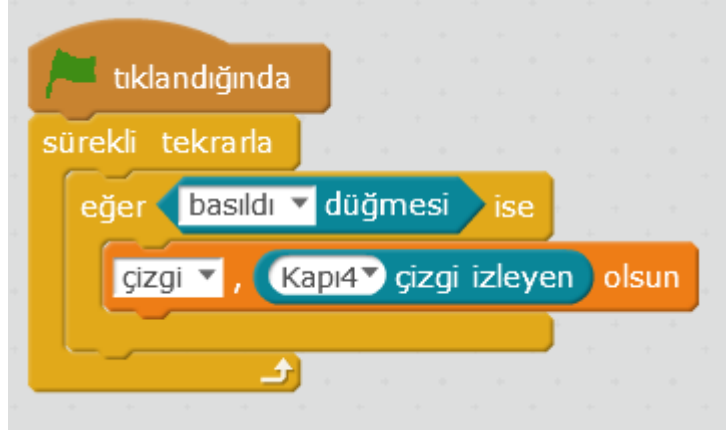 tıklandığında
sürekli tekrarla
eğer basıldı düğmesi ise
çizgi , Kapı4 çizgi izleyen olsun